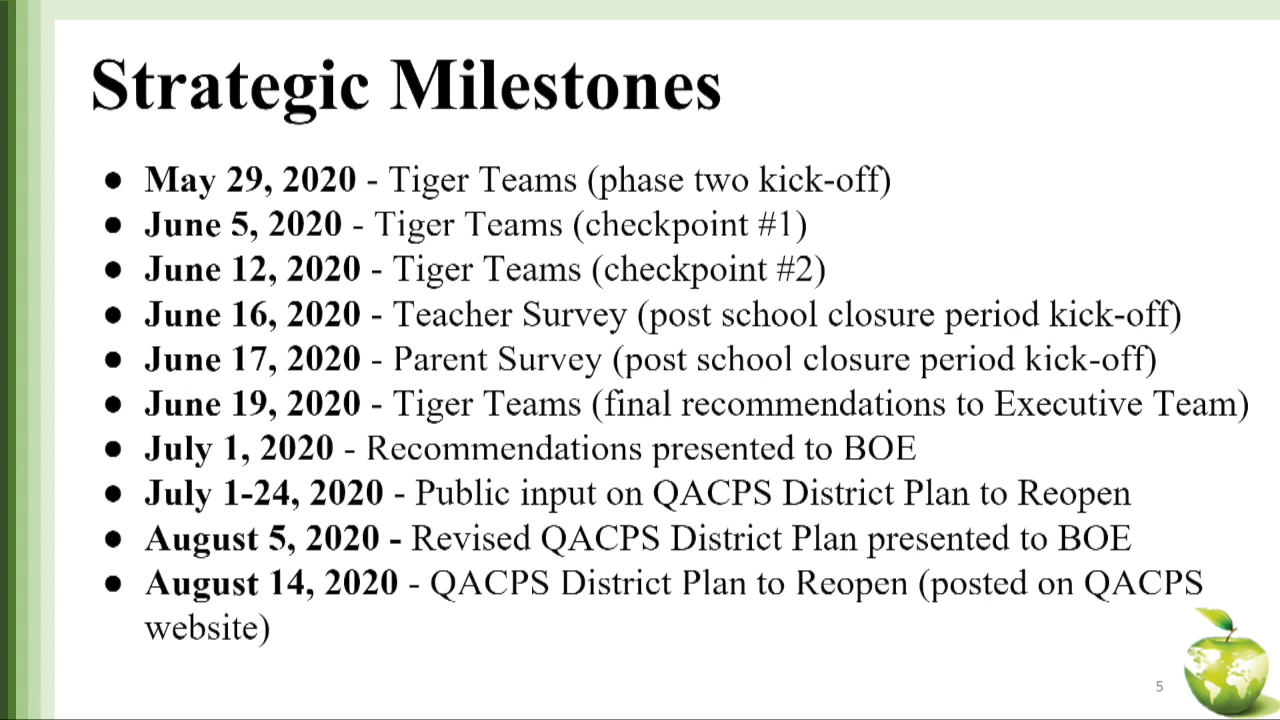 Strategic Milestones
● May 29, 2020 - Tiger Teams (phase two kick-off)
● June 5, 2020 - Tiger Teams (checkpoint #1)
● June 12, 2020 - Tiger Teams (checkpoint #2)
● June 16, 2020 - Teacher Survey (post school closure period kick-off)
● June 17, 2020 - Parent Survey (post school closure period kick-off)
● June 19, 2020 - Tiger Teams (final recommendations to Executive Team)
● July 1, 2020 - Recommendations presented to BOE
● July 1-24, 2020 - Public input on QACPS District Plan to Reopen
● August 5, 2020 - Revised QACPS District Plan presented to BOE
● August 14, 2020 - QACPS District Plan to Reopen (posted on QACPS
website)
5